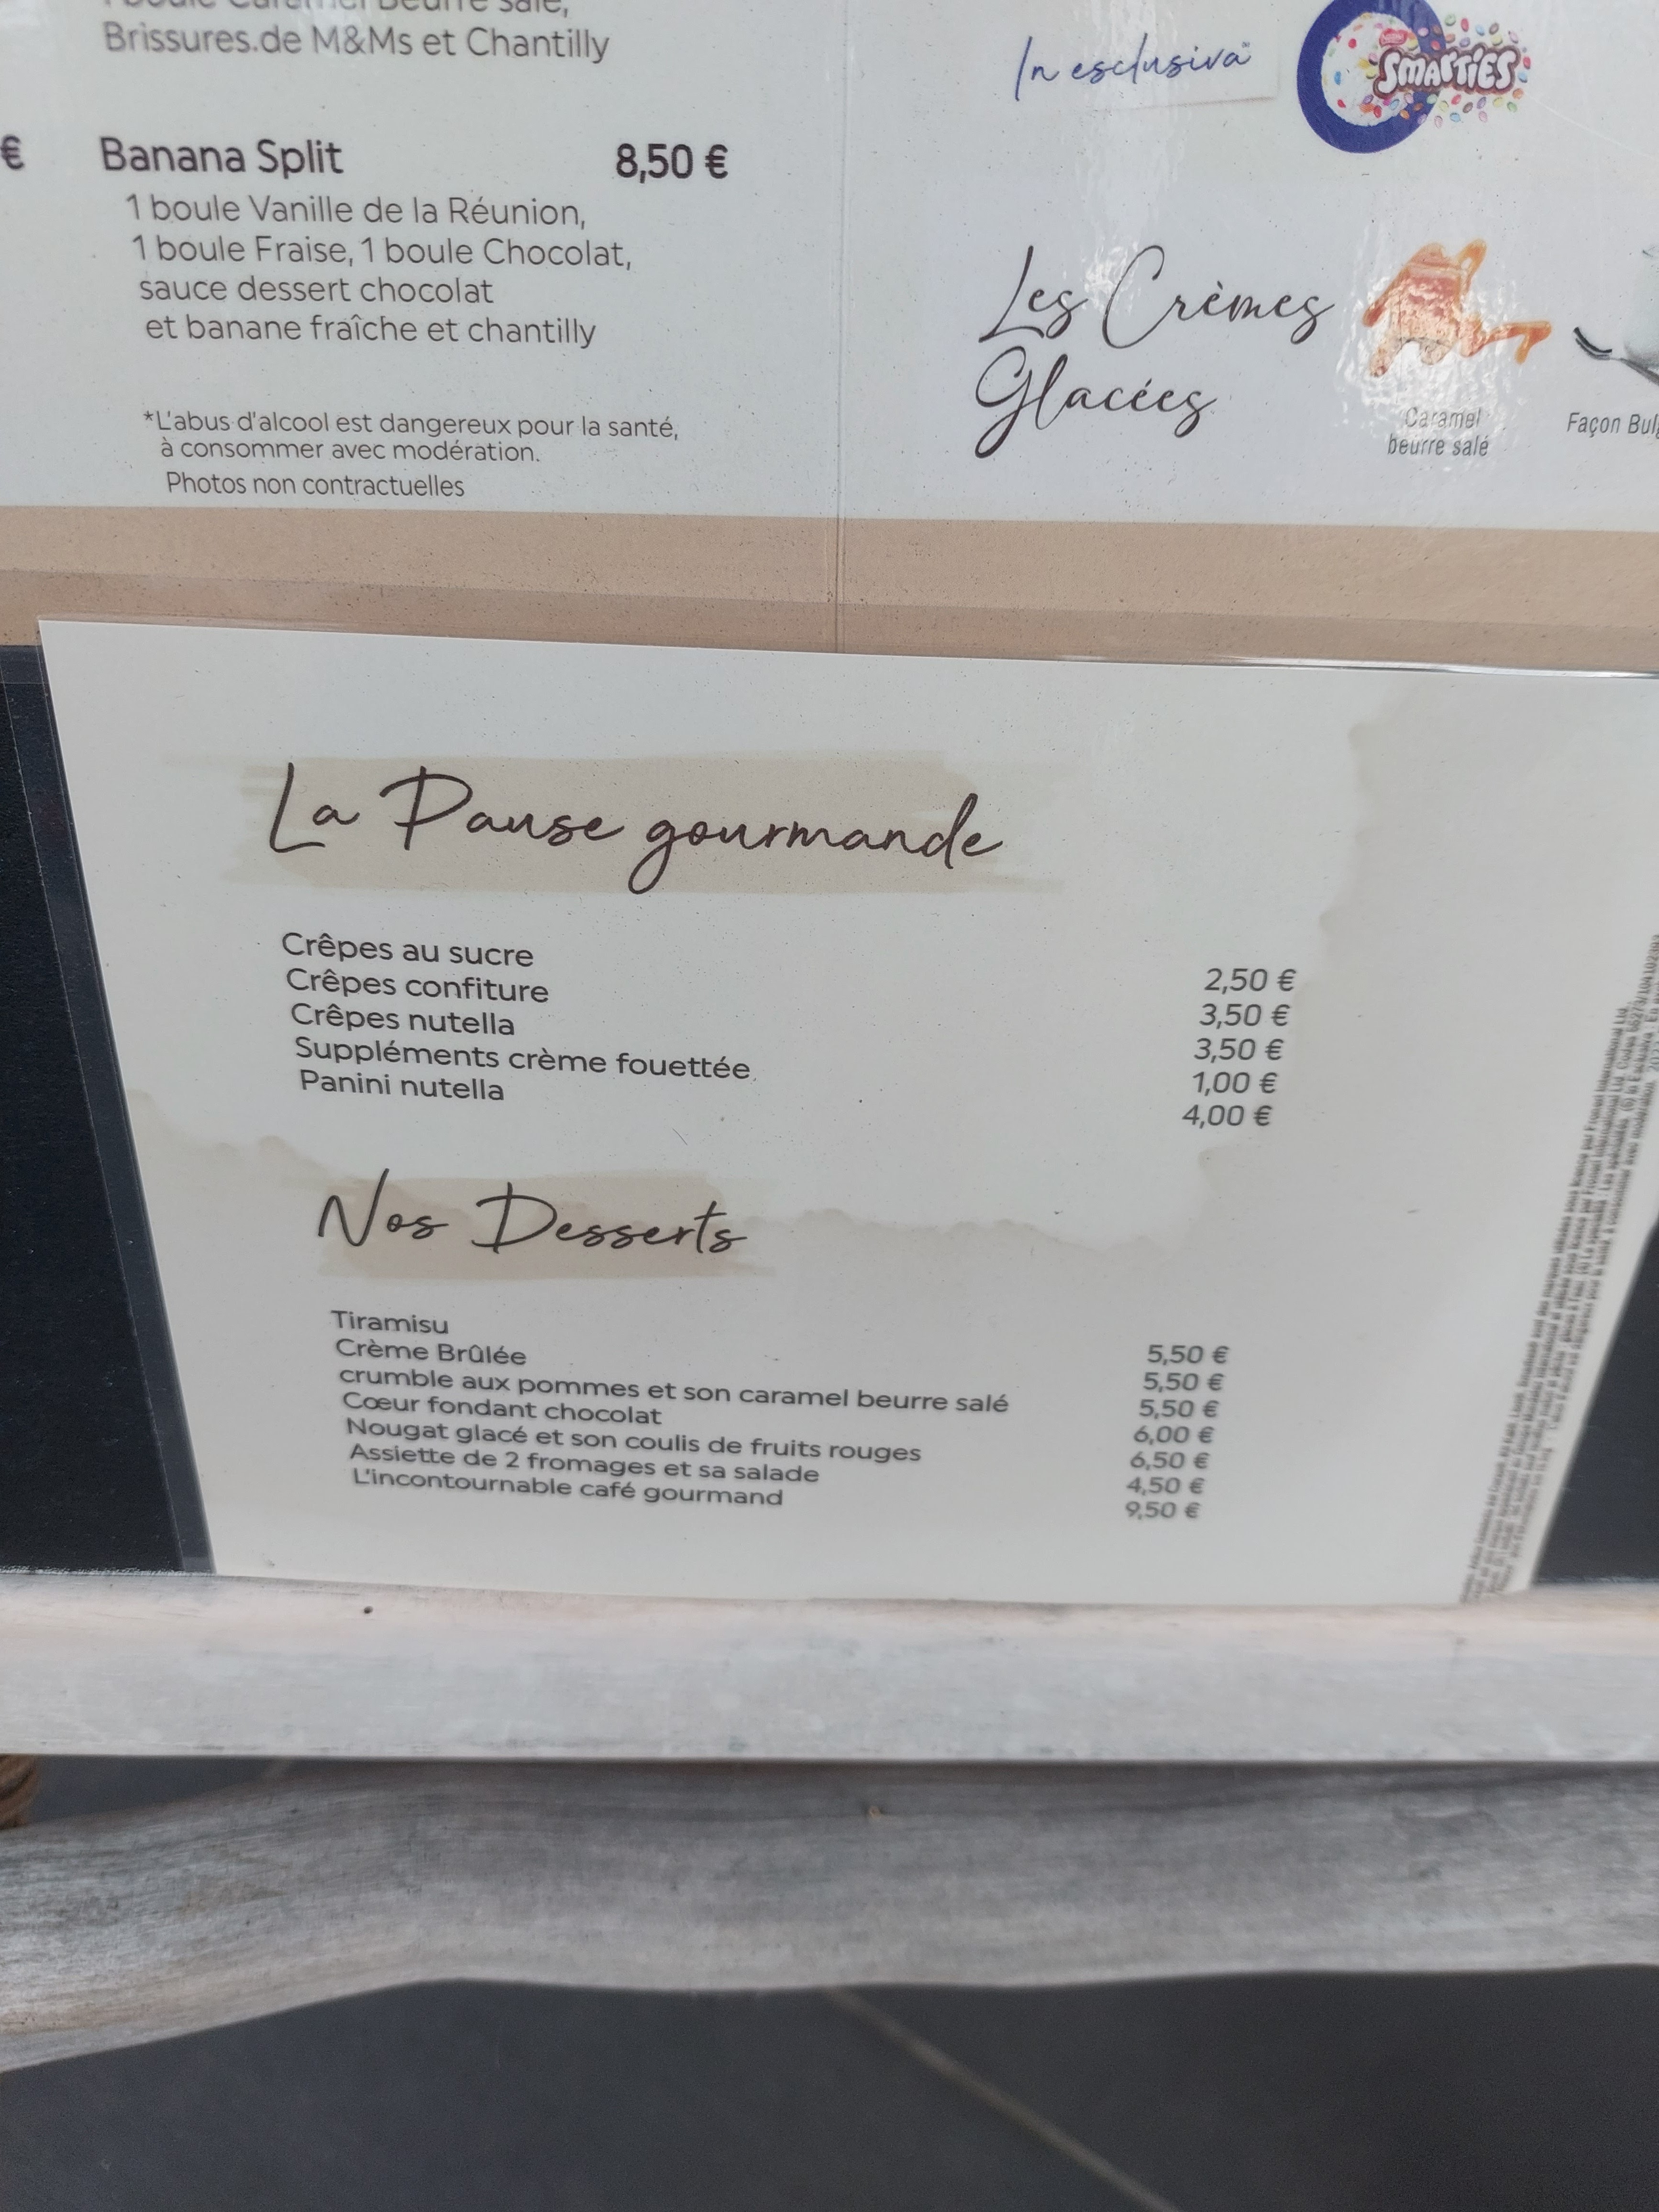 Brissures.de M&Ms et Chantilly
€
Banana Split 8,50 €
1 boule Vanille de la Réunion,
1 boule Fraise, 1 boule Chocolat,
sauce dessert chocolat
et banane fraîche et chantilly
*L'abus d'alcool est dangereux pour la santé,
à consommer avec modération.
Photos non contractuelles
In esclusiva
Nestlé
SMARTIES
Les Crèmes
Glacées
Caramel
beurre salé
Façon
La Pause gourmande
Crêpes au sucre 2,50 €
Crêpes confiture 3,50 €
Crêpes nutella 3,50 €
Suppléments crème fouettée 1,00 €
Panini nutella 4,00 €
Nos Desserts
Tiramisu 5,50 €
Crème Brûlée 5,50 €
crumble aux pommes et son caramel beurre salé 5,50 €
Cœur fondant chocolat 6,00 €
Nougat glacé et son coulis de fruits rouges 6,50 €
Assiette de 2 fromages et sa salade 4,50 €
L'incontournable café gourmand 9,50 €